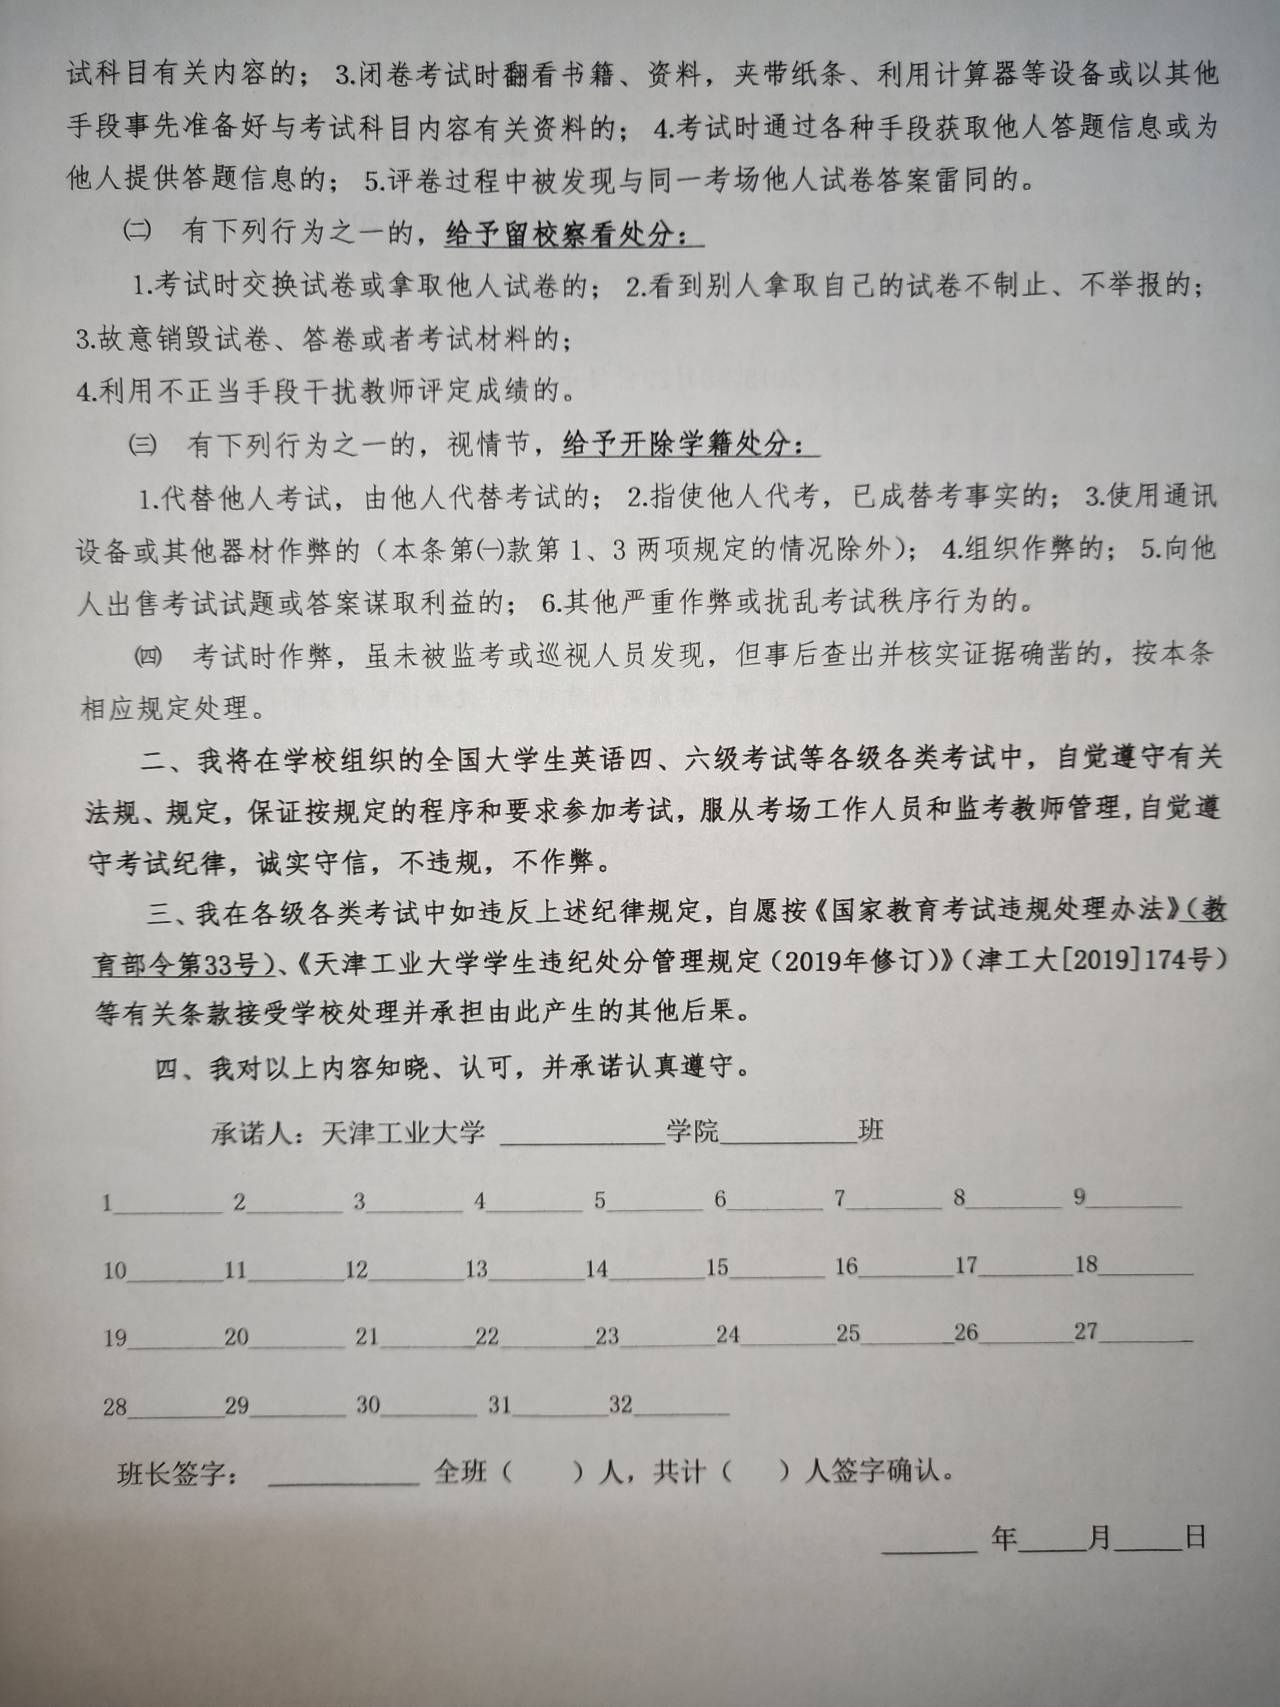 试科目有关内容的； 3.闭卷考试时翻看书籍、资料，夹带纸条、利用计算器等设备或以其他
手段事先准备好与考试科目内容有关资料的； 4.考试时通过各种手段获取他人答题信息或为
他人提供答题信息的； 5.评卷过程中被发现与同一考场他人试卷答案雷同的。
㈡ 有下列行为之一的，给予留校察看处分：
1.考试时交换试卷或拿取他人试卷的； 2.看到别人拿取自己的试卷不制止、不举报的；
3.故意销毁试卷、答卷或者考试材料的；
4.利用不正当手段干扰教师评定成绩的。
㈢ 有下列行为之一的，视情节，给予开除学籍处分：
1.代替他人考试，由他人代替考试的； 2.指使他人代考，已成替考事实的； 3.使用通讯
设备或其他器材作弊的（本条第㈠款第 1、3 两项规定的情况除外）； 4.组织作弊的； 5.向他
人出售考试试题或答案谋取利益的； 6.其他严重作弊或扰乱考试秩序行为的。
㈣ 考试时作弊，虽未被监考或巡视人员发现，但事后查出并核实证据确凿的，按本条
相应规定处理。
二、我将在学校组织的全国大学生英语四、六级考试等各级各类考试中，自觉遵守有关
法规、规定，保证按规定的程序和要求参加考试，服从考场工作人员和监考教师管理，自觉遵
守考试纪律，诚实守信，不违规，不作弊。
三、我在各级各类考试中如违反上述纪律规定，自愿按《国家教育考试违规处理办法》（教
育部令第33号）、《天津工业大学学生违纪处分管理规定（2019年修订）》（津工大[2019]174号）
等有关条款接受学校处理并承担由此产生的其他后果。
四、我对以上内容知晓、认可，并承诺认真遵守。
承诺人：天津工业大学 ____________学院__________班
1________ 2_______ 3_______ 4_______ 5_______ 6_______ 7_______ 8_______ 9_______
10_______11_______12_______13_______14_______15_______ 16_______17_______18_______
19_______20_______ 21_______22_______23_______24_______25_______26_______27_______
28_______29_______ 30_______ 31_______32_______
班长签字： ___________ 全班（ ）人，共计（ ）人签字确认。
_______ 年_____月_____日